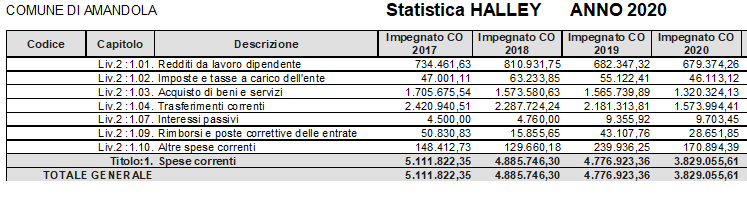 COMUNE DI AMANDOLA Statistica HALLEY ANNO 2020
Codice Capitolo Descrizione Impegnato CO 2017 Impegnato CO 2018 Impegnato CO 2019 Impegnato CO 2020
Liv.2 :1.01. Redditi da lavoro dipendente 734.461,63 810.931,75 682.347,32 679.374,26
Liv.2 :1.02. Imposte e tasse a carico dell'ente 47.001,11 63.233,85 55.122,41 46.113,12
Liv.2 :1.03. Acquisto di beni e servizi 1.705.675,54 1.573.580,63 1.565.739,89 1.320.324,13
Liv.2 :1.04. Trasferimenti correnti 2.420.940,51 2.287.724,24 2.181.313,81 1.573.994,41
Liv.2 :1.07. Interessi passivi 4.500,00 4.760,00 9.355,92 9.703,45
Liv.2 :1.09. Rimborsi e poste correttive delle entrate 50.830,83 15.855,65 43.107,76 28.651,85
Liv.2 :1.10. Altre spese correnti 148.412,73 129.660,18 239.936,25 170.894,39
Titolo:1. Spese correnti 5.111.822,35 4.885.746,30 4.776.923,36 3.829.055,61
TOTALE GENERALE 5.111.822,35 4.885.746,30 4.776.923,36 3.829.055,61